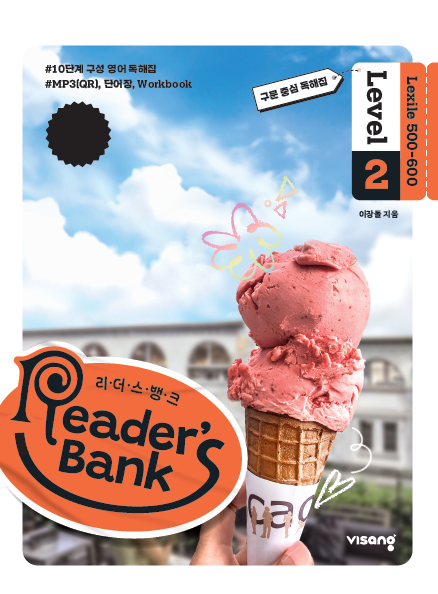 #10단계 구성 영어 독해집
#MP3(QR), 단어장, Workbook
구문 중심 독해집
Level
2
Lexile 500-600
이장돌 지음
리·더·스·뱅·크
Reader's
Bank
cac
visang